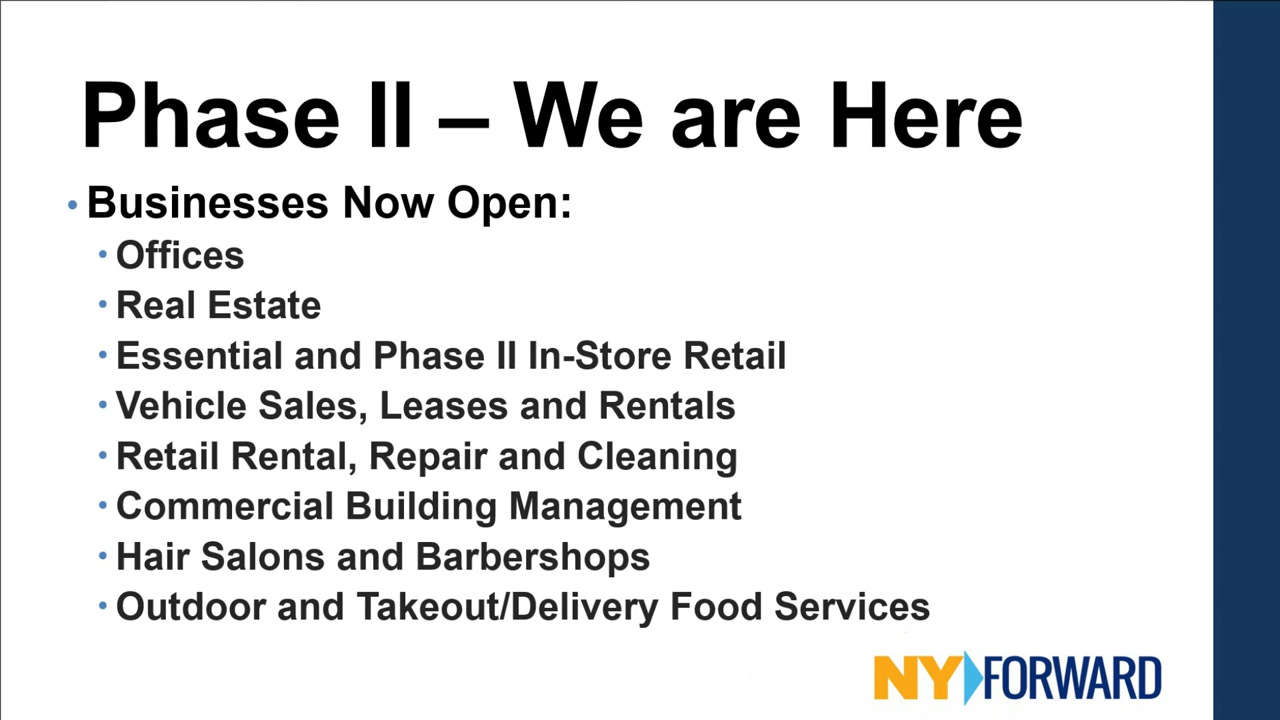 Phase II – We are Here
• Businesses Now Open:
• Offices
• Real Estate
• Essential and Phase II In-Store Retail
• Vehicle Sales, Leases and Rentals
• Retail Rental, Repair and Cleaning
• Commercial Building Management
• Hair Salons and Barbershops
• Outdoor and Takeout/Delivery Food Services
NY FORWARD